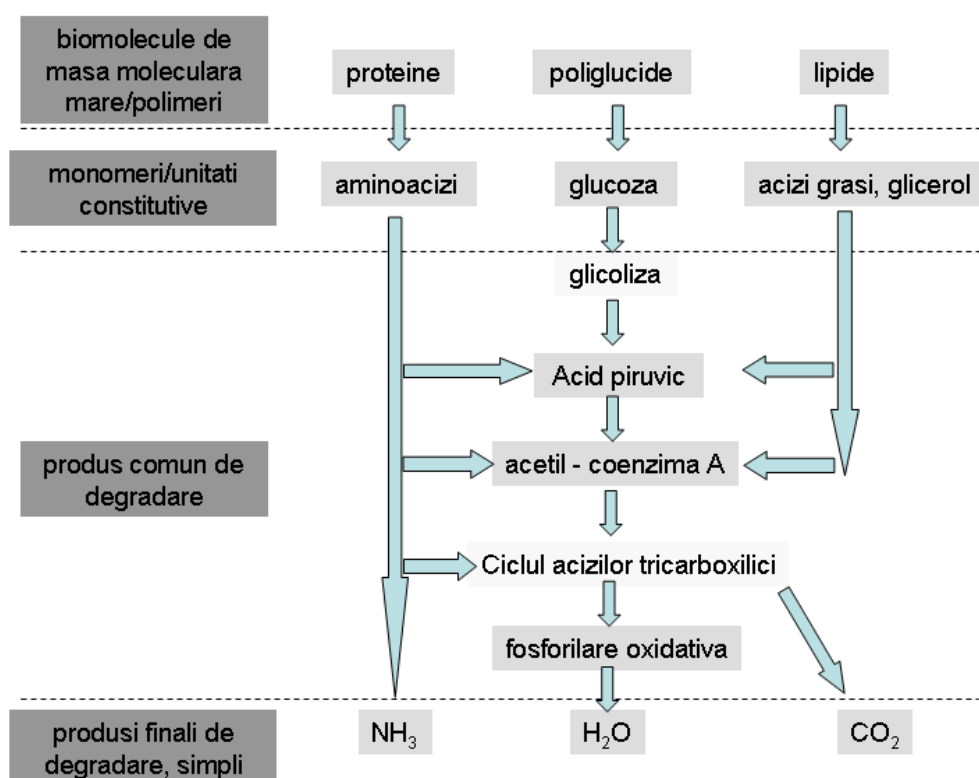 biomolecule de
masa moleculara
mare/polimeri
proteine
poliglucide
lipide
monomeri/unitati
constitutive
aminoacizi
glucoza
acizi grasi, glicerol
glicoliza
Acid piruvic
produs comun de
degradare
acetil - coenzima A
Ciclul acizilor tricarboxilici
fosforilare oxidativa
produsi finali de
degradare, simpli
NH₃
H₂O
CO₂